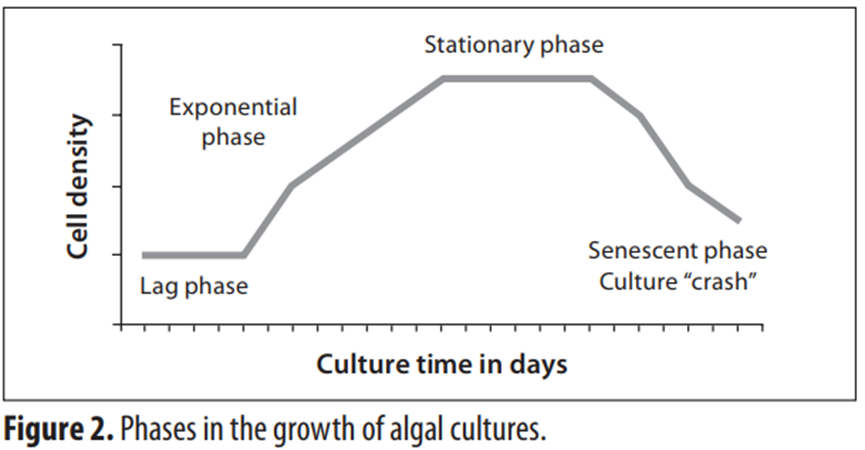 Stationary phase
Exponential
phase
Cell density
Senescent phase
Culture “crash”
Lag phase
Culture time in days
Figure 2. Phases in the growth of algal cultures.